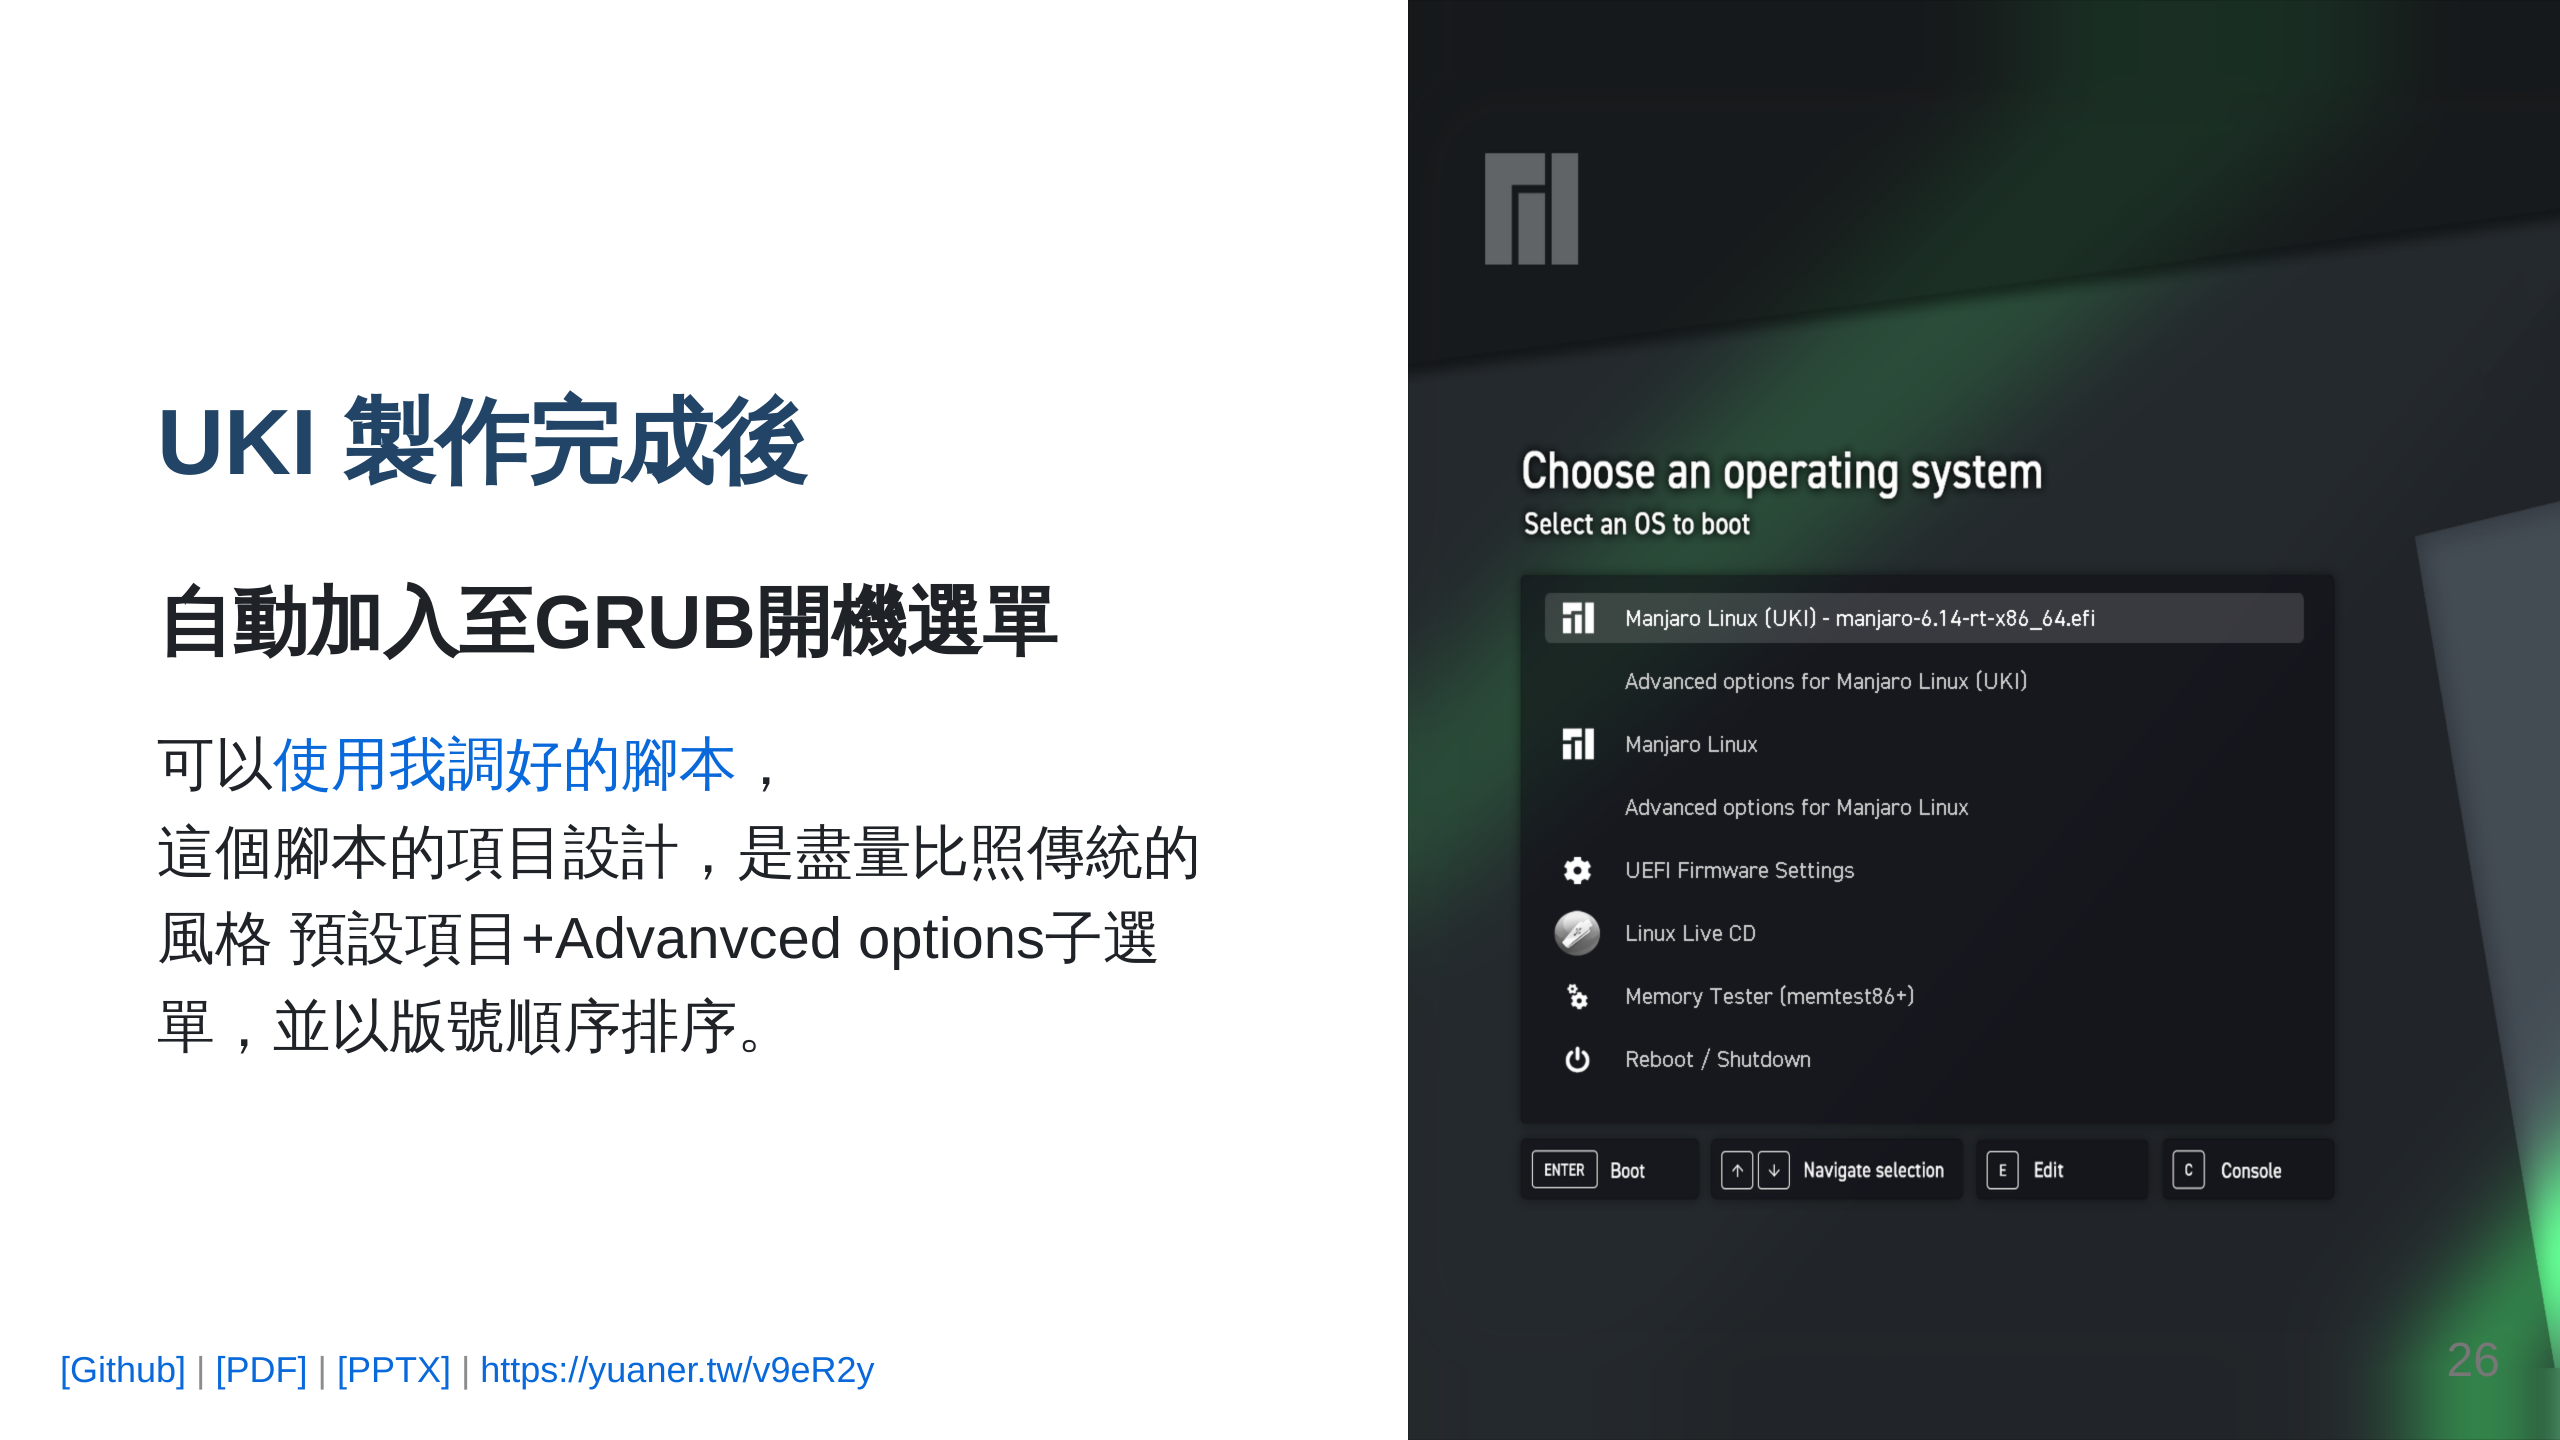 UKI 製作完成後
自動加入至GRUB開機選單
可以使用我調好的腳本，
這個腳本的項目設計，是盡量比照傳統的
風格 預設項目+Advanvced options子選
單，並以版號順序排序。
[Github] | [PDF] | [PPTX] | https://yuaner.tw/v9eR2y
Choose an operating system
Select an OS to boot
Manjaro Linux (UKI) - manjaro-6.14-rt-x86_64.efi
Advanced options for Manjaro Linux (UKI)
Manjaro Linux
Advanced options for Manjaro Linux
UEFI Firmware Settings
Linux Live CD
Memory Tester (memtest86+)
Reboot / Shutdown
ENTER Boot ↑ ↓ Navigate selection E Edit C Console
26